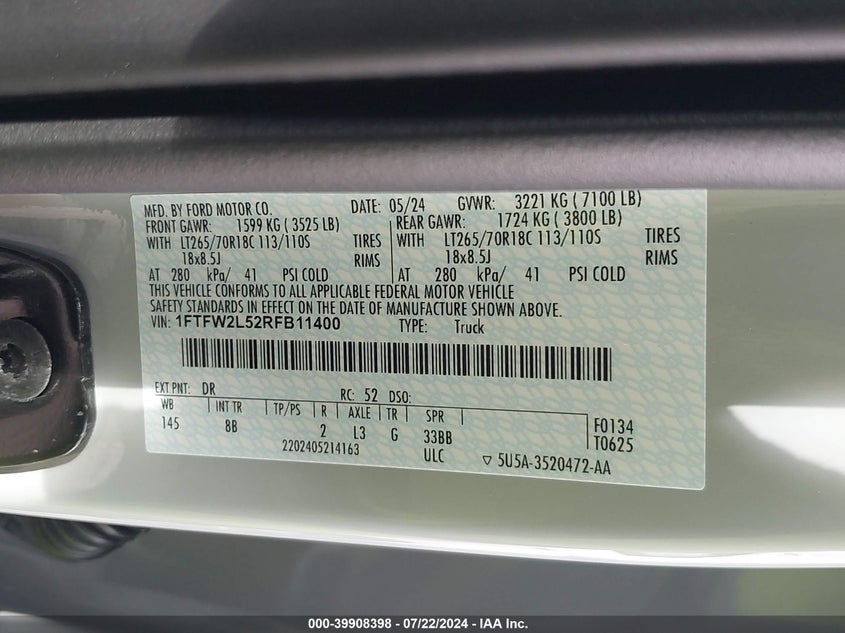 MFD. BY FORD MOTOR CO. DATE: 05/24 GVWR: 3221 KG ( 7100 LB)
FRONT GAWR: 1599 KG ( 3525 LB) REAR GAWR: 1724 KG ( 3800 LB)
WITH LT265/70R18C 113/110S TIRES WITH LT265/70R18C 113/110S TIRES
18x8.5J RIMS 18x8.5J RIMS
AT 280 kPa/ 41 PSI COLD AT 280 kPa/ 41 PSI COLD
THIS VEHICLE CONFORMS TO ALL APPLICABLE FEDERAL MOTOR VEHICLE
SAFETY STANDARDS IN EFFECT ON THE DATE OF MANUFACTURE SHOWN ABOVE.
VIN: 1FTFW2L52RFB11400 TYPE: Truck
EXT PNT: DR RC: 52 DSO:
WB INT TR TP/PS R AXLE TR SPR F0134
145 8B 2 L3 G 33BB T0625
2202405214163 ULC ▽ 5U5A-3520472-AA
000-39908398 - 07/22/2024 - IAA Inc.